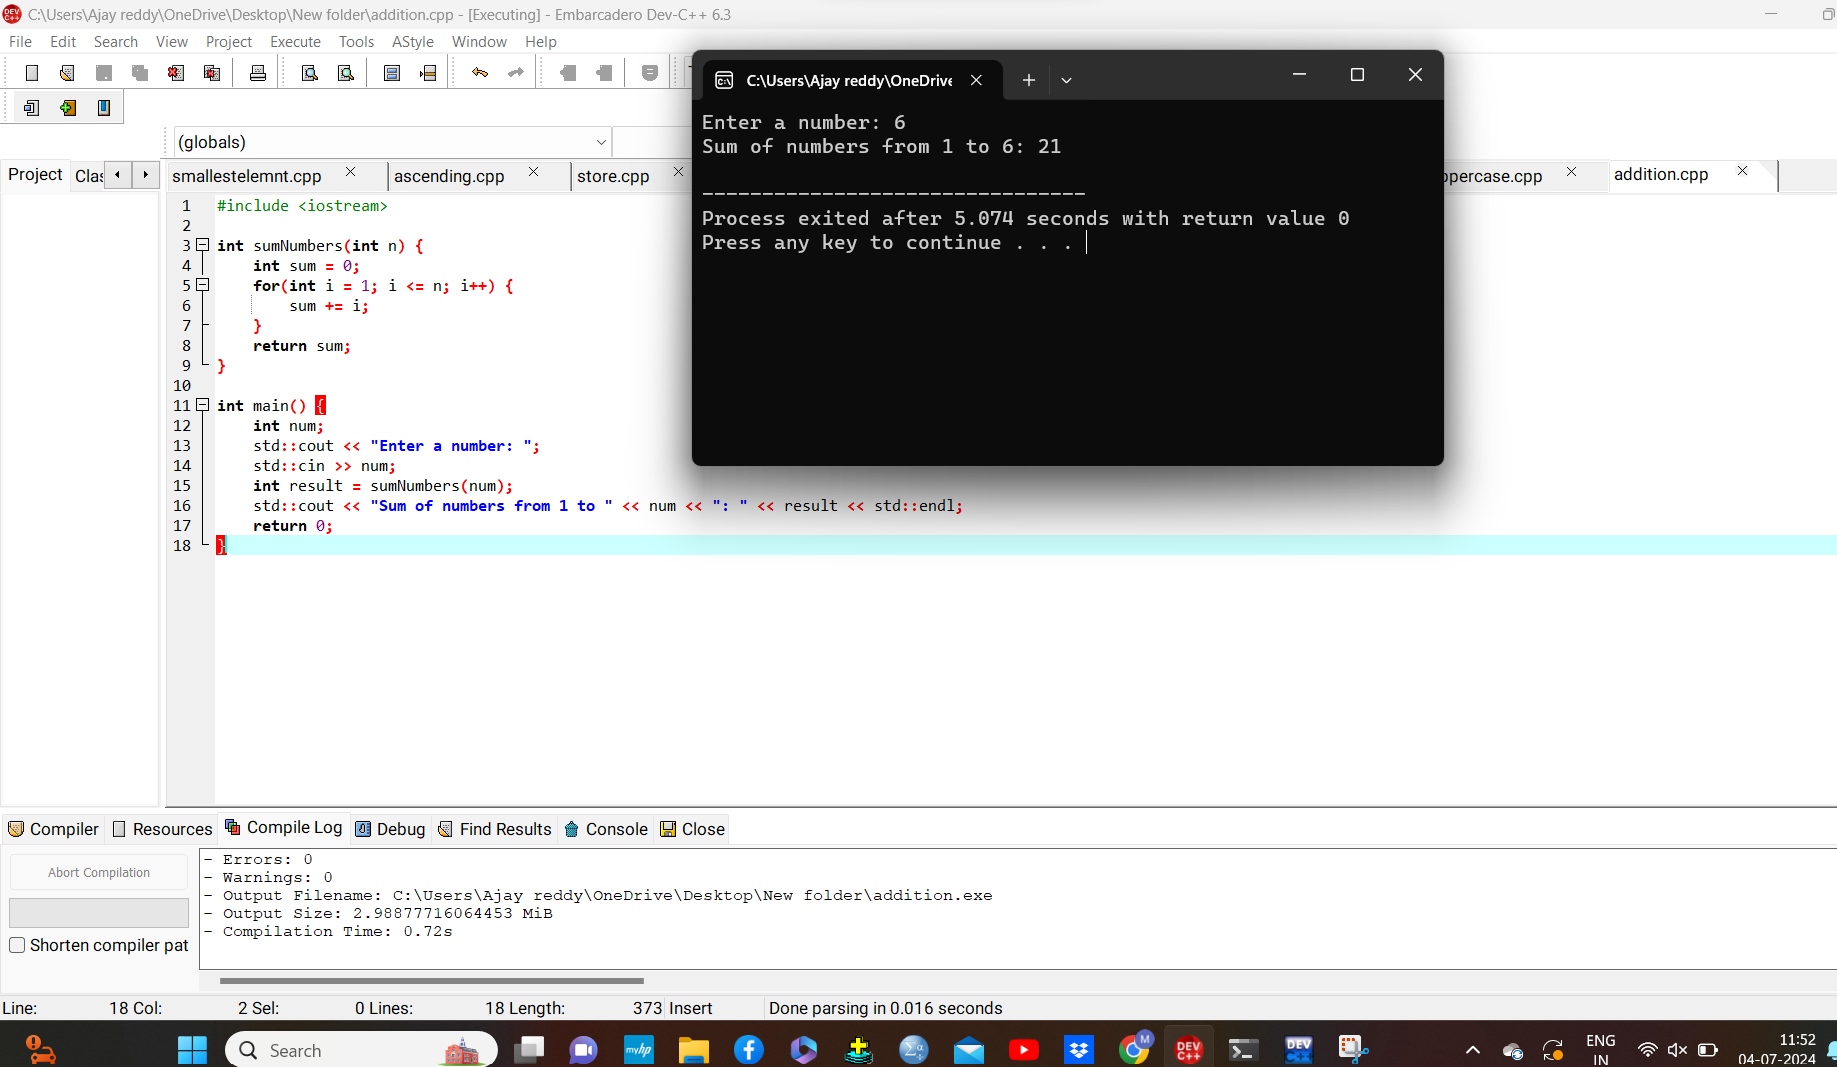 C:\Users\Ajay reddy\OneDrive\Desktop\New folder\addition.cpp - [Executing] - Embarcadero Dev-C++ 6.3
File Edit Search View Project Execute Tools AStyle Window Help
(globals)
Project Clas
smallestelemnt.cpp ascending.cpp store.cpp ppercase.cpp addition.cpp
1 #include <iostream>
2
3 int sumNumbers(int n) {
4 int sum = 0;
5 for(int i = 1; i <= n; i++) {
6 sum += i;
7 }
8 return sum;
9 }
10
11 int main() {
12 int num;
13 std::cout << "Enter a number: ";
14 std::cin >> num;
15 int result = sumNumbers(num);
16 std::cout << "Sum of numbers from 1 to " << num << ": " << result << std::endl;
17 return 0;
18 }
C:\Users\Ajay reddy\OneDrive
Enter a number: 6
Sum of numbers from 1 to 6: 21
--------------------------------
Process exited after 5.074 seconds with return value 0
Press any key to continue . . .
Compiler Resources Compile Log Debug Find Results Console Close
Abort Compilation
Shorten compiler pat
- Errors: 0
- Warnings: 0
- Output Filename: C:\Users\Ajay reddy\OneDrive\Desktop\New folder\addition.exe
- Output Size: 2.98877716064453 MiB
- Compilation Time: 0.72s
Line: 18 Col: 2 Sel: 0 Lines: 18 Length: 373 Insert Done parsing in 0.016 seconds
Search
myhp
M
DEV C++
DEV C++
ENG
IN
11:52
04-07-2024